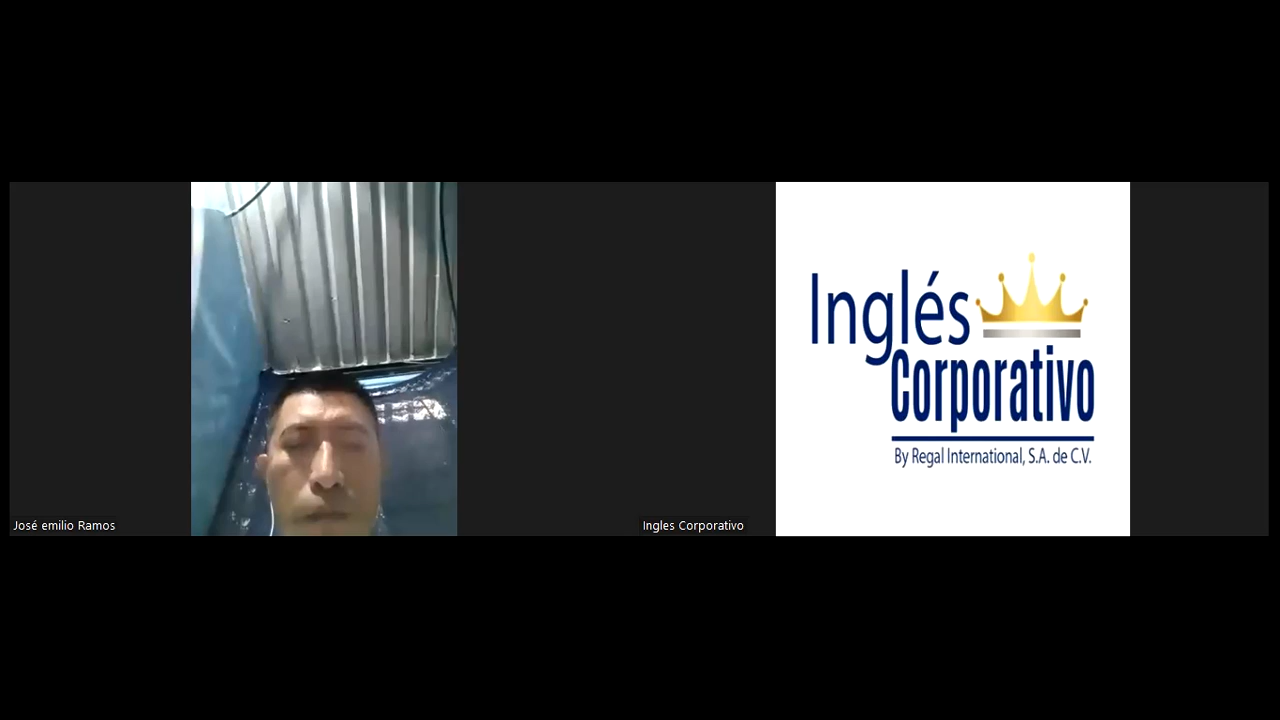 José emilio Ramos
Ingles Corporativo
Inglés
Corporativo
By Regal International, S.A. de C.V.